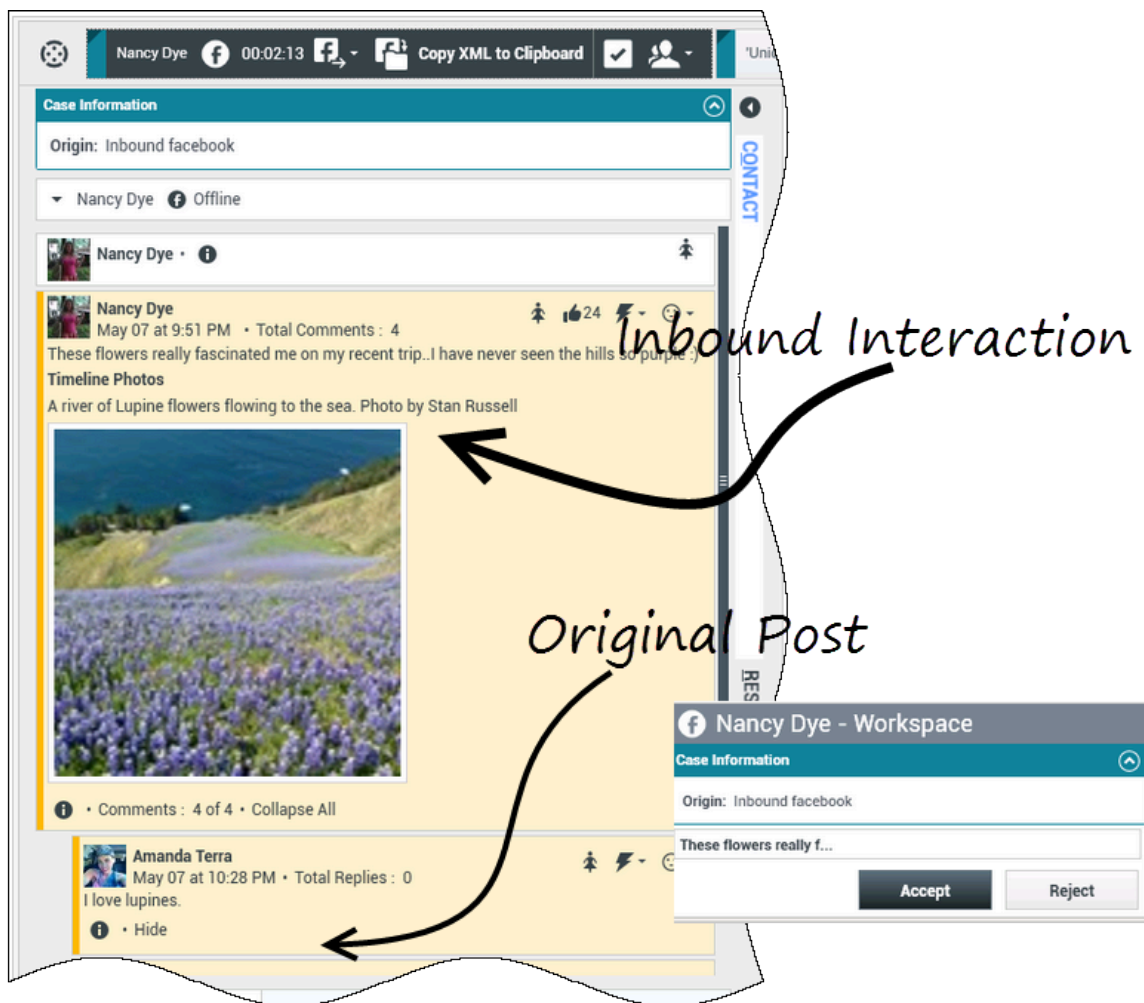 Nancy Dye 00:02:13 Copy XML to Clipboard 'Unic
Case Information
Origin: Inbound facebook
CONTACT
Nancy Dye Offline
Nancy Dye •
Nancy Dye
May 07 at 9:51 PM • Total Comments : 4
24
Inbound Interaction
These flowers really fascinated me on my recent trip..I have never seen the hills so purple :)
Timeline Photos
A river of Lupine flowers flowing to the sea. Photo by Stan Russell
Original Post
RES
• Comments : 4 of 4 • Collapse All
Amanda Terra
May 07 at 10:28 PM • Total Replies : 0
I love lupines.
• Hide
Nancy Dye - Workspace
Case Information
Origin: Inbound facebook
These flowers really f...
Accept Reject